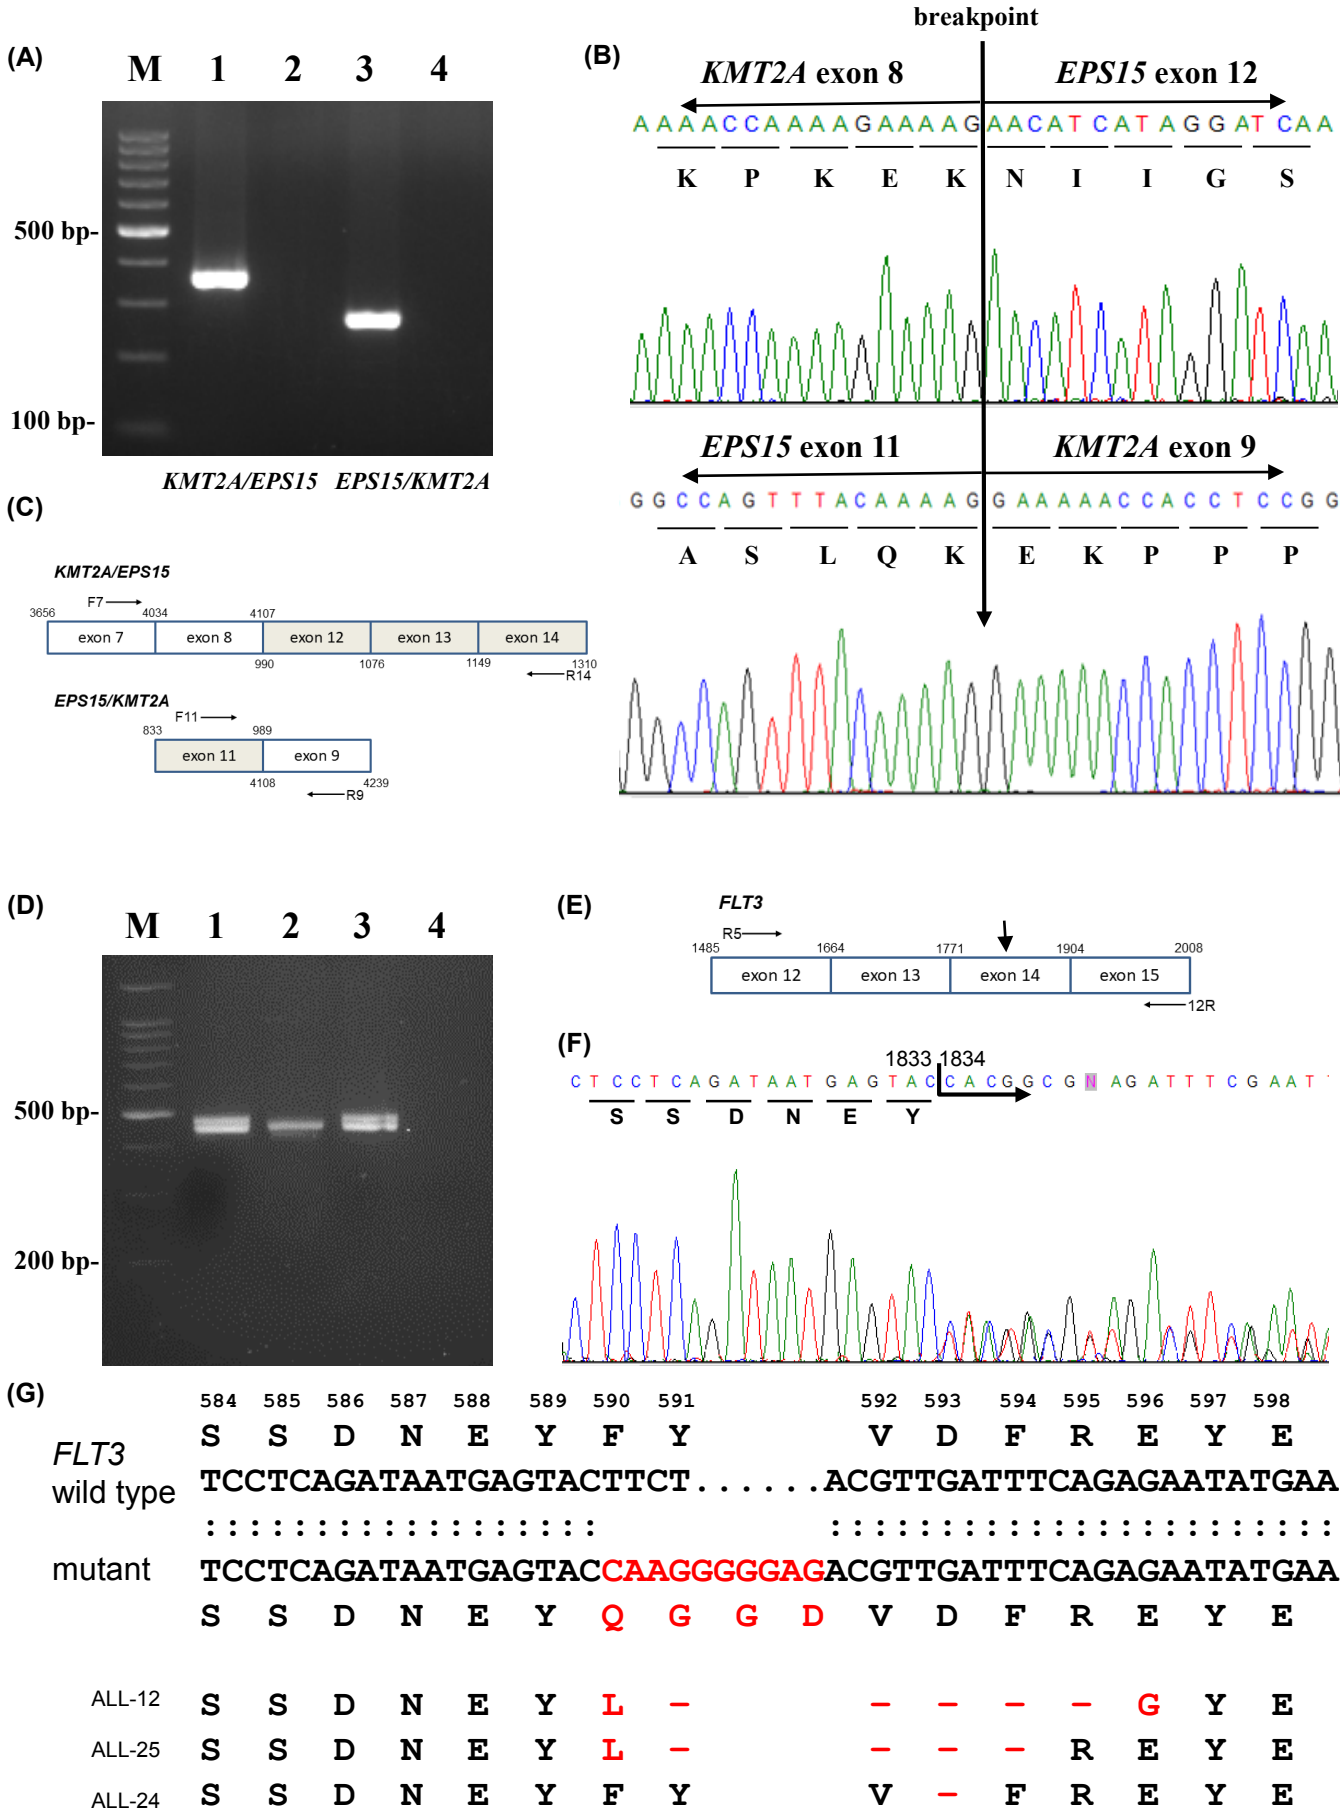 breakpoint
(A)
M 1 2 3 4
500 bp-
100 bp-
KMT2A/EPS15 EPS15/KMT2A
(B)
KMT2A exon 8 EPS15 exon 12
A A A A C C A A A A G A A A A G A A C A T C A T A G G A T C A A
K P K E K N I I G S
EPS15 exon 11 KMT2A exon 9
G G C C A G T T T A C A A A A G G A A A A A C C A C C T C C G G
A S L Q K E K P P P
(C)
KMT2A/EPS15
F7
3656 4034 4107
exon 7 exon 8 exon 12 exon 13 exon 14
990 1076 1149 1310
R14
EPS15/KMT2A
F11
833 989
exon 11 exon 9
4108 4239
R9
(D)
M 1 2 3 4
500 bp-
200 bp-
(E)
FLT3
R5
1485 1664 1771 1904 2008
exon 12 exon 13 exon 14 exon 15
12R
(F)
1833 1834
C T C C T C A G A T A A T G A G T A C C A C G G C G N A G A T T T C G A A T T
S S D N E Y
(G)
584 585 586 587 588 589 590 591 592 593 594 595 596 597 598
S S D N E Y F Y V D F R E Y E
FLT3
wild type TCCTCAGATAATGAGTACTTCT......ACGTTGATTTCAGAGAATATGAA
: : : : : : : : : : : : : : : : : : : : : : : : : : : : : : : : : : : : : : : : :
mutant TCCTCAGATAATGAGTACCAAGGGGGAGACGTTGATTTCAGAGAATATGAA
S S D N E Y Q G G D V D F R E Y E
ALL-12 S S D N E Y L – – – – – G Y E
ALL-25 S S D N E Y L – – – – R E Y E
ALL-24 S S D N E Y F Y V – F R E Y E